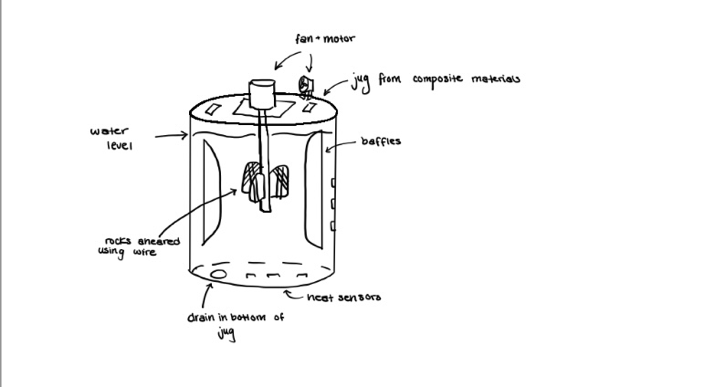 fan + motor
jug from composite materials
water
level
baffles
rocks aneared
using wire
heat sensors
drain in bottom of
jug